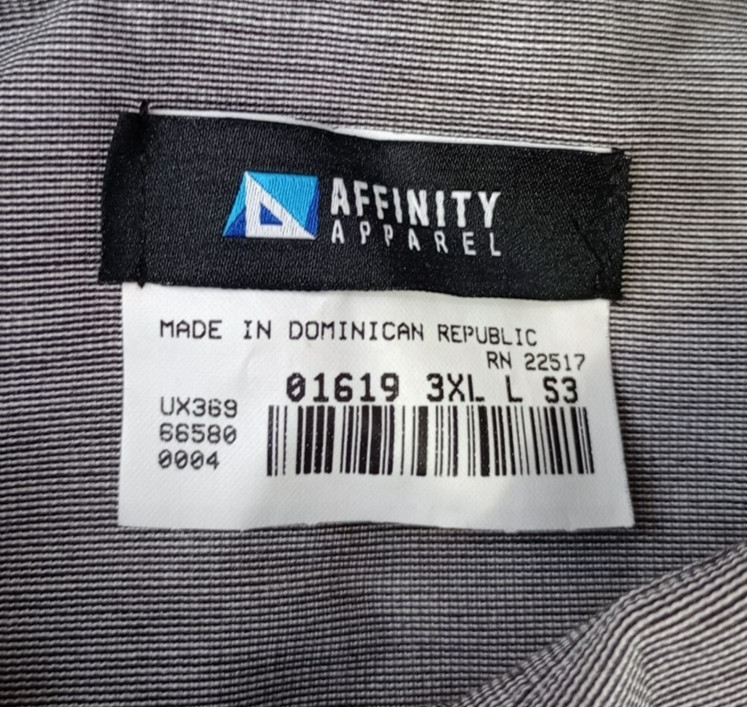 AFFINITY
APPAREL
MADE IN DOMINICAN REPUBLIC
RN 22517
01619 3XL L S3
UX369
66580
0004